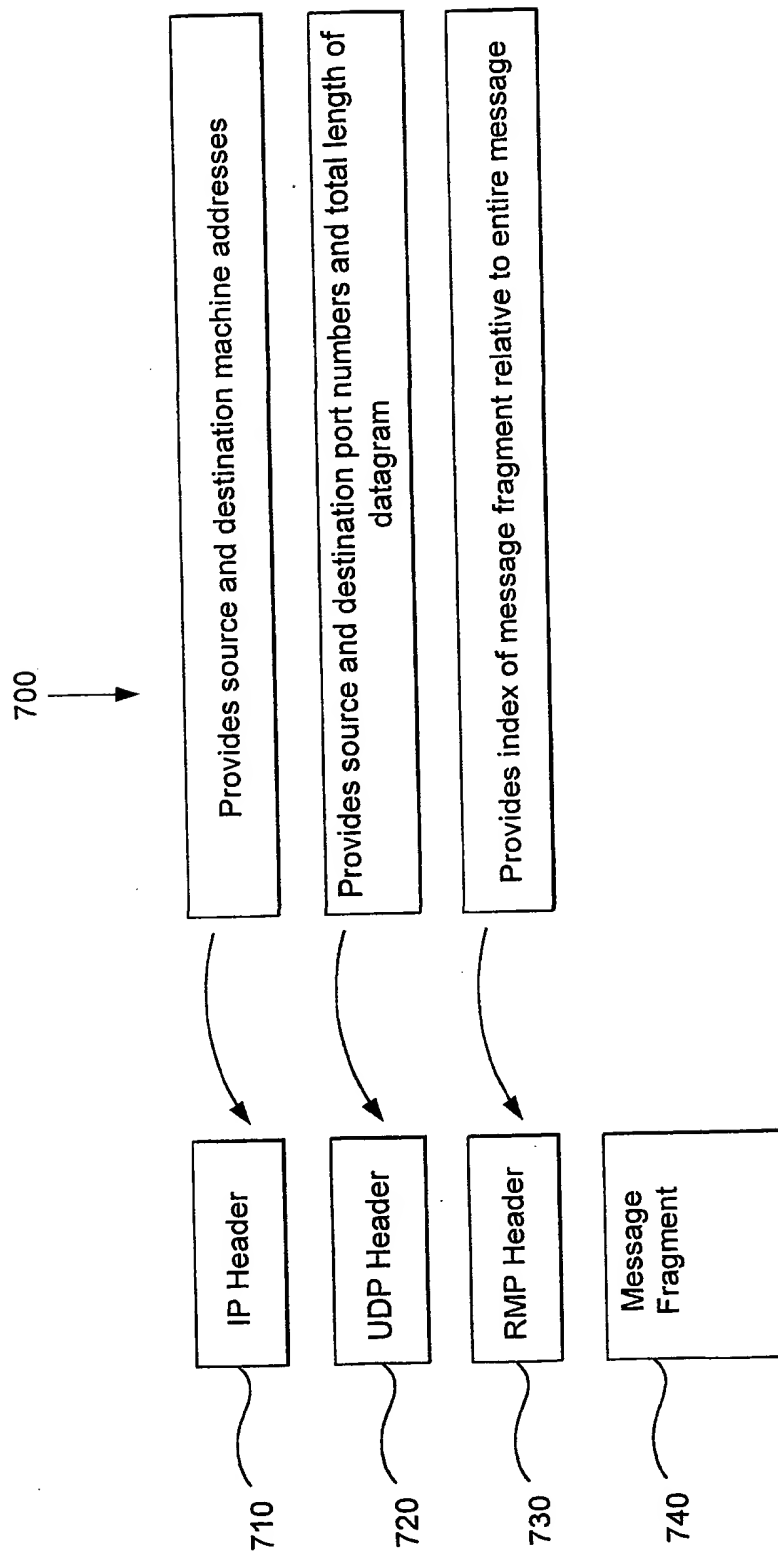 700
710
IP Header
Provides source and destination machine addresses
720
UDP Header
Provides source and destination port numbers and total length of
datagram
730
RMP Header
Provides index of message fragment relative to entire message
740
Message
Fragment